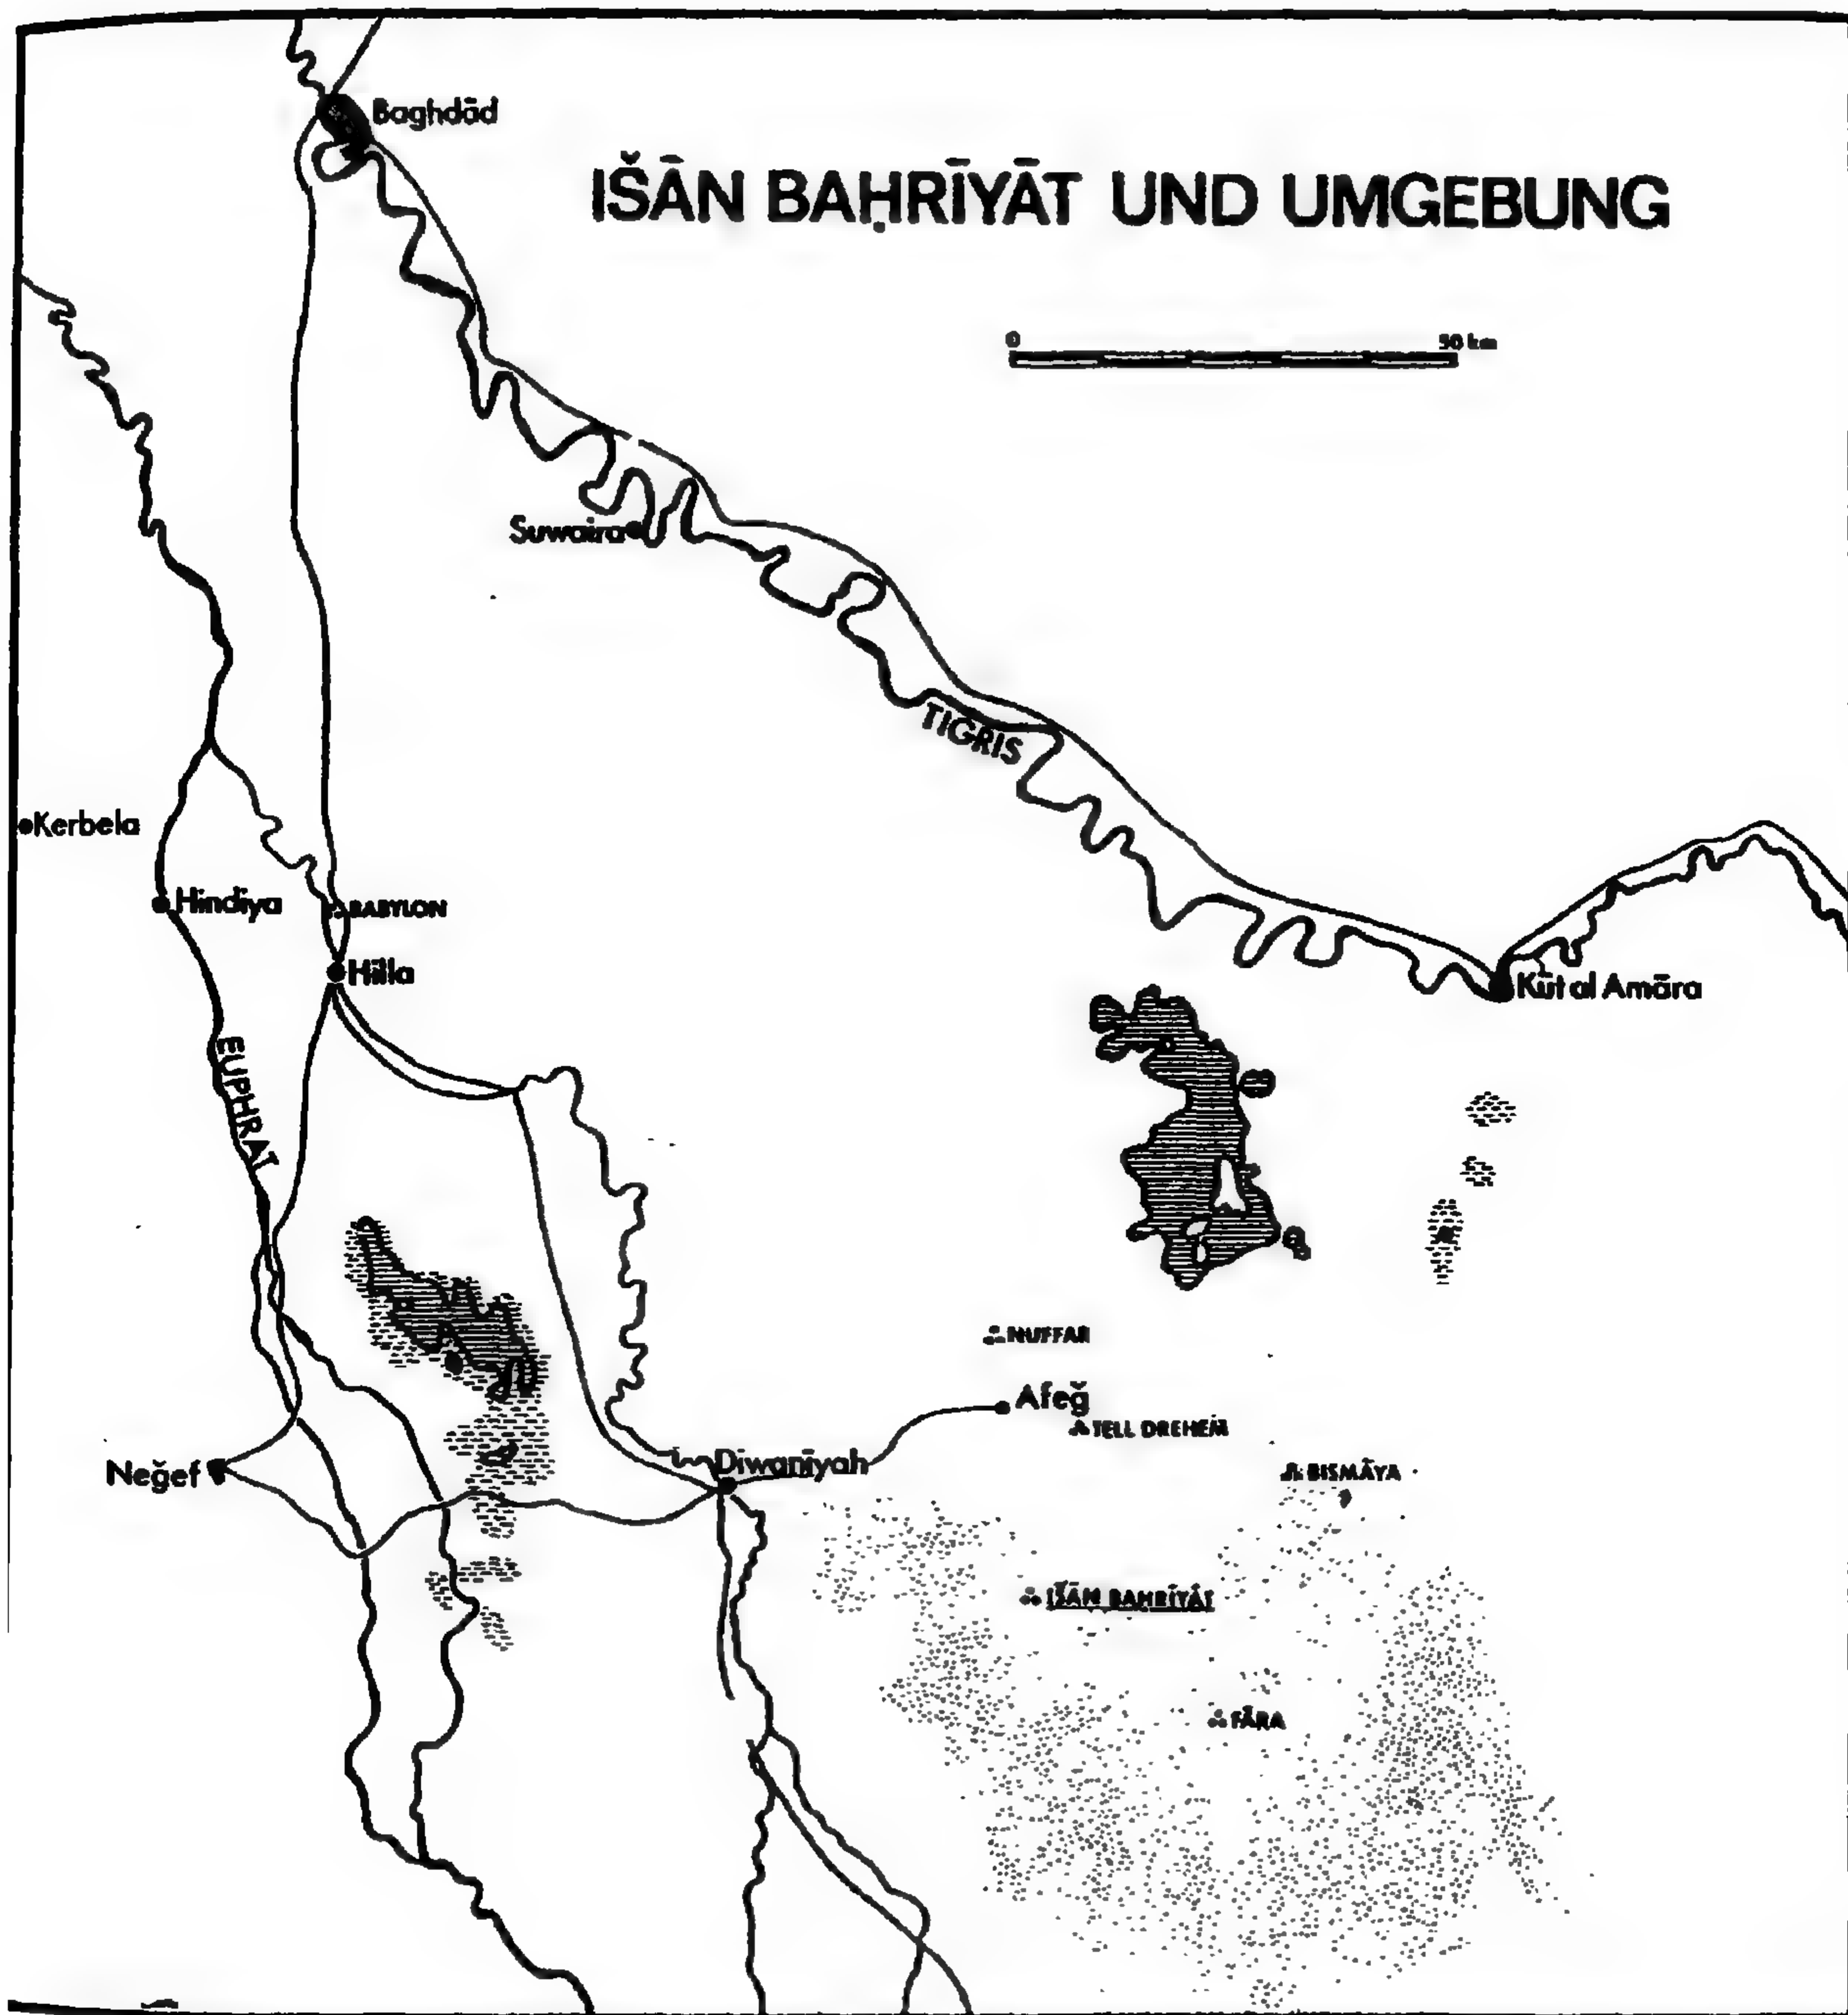 Baghdād
IŠĀN BAḤRĪYĀT UND UMGEBUNG
0 50 km
Suwaira
TIGRIS
Kerbela
Hindiya
BABYLON
Hilla
Kūt al Amāra
EUPHRAT
NUFFAR
Afeğ
TELL DREHEM
Neğef
Diwanīyah
BISMĀYA
IŠĀN BAḤRĪYĀT
FĀRA